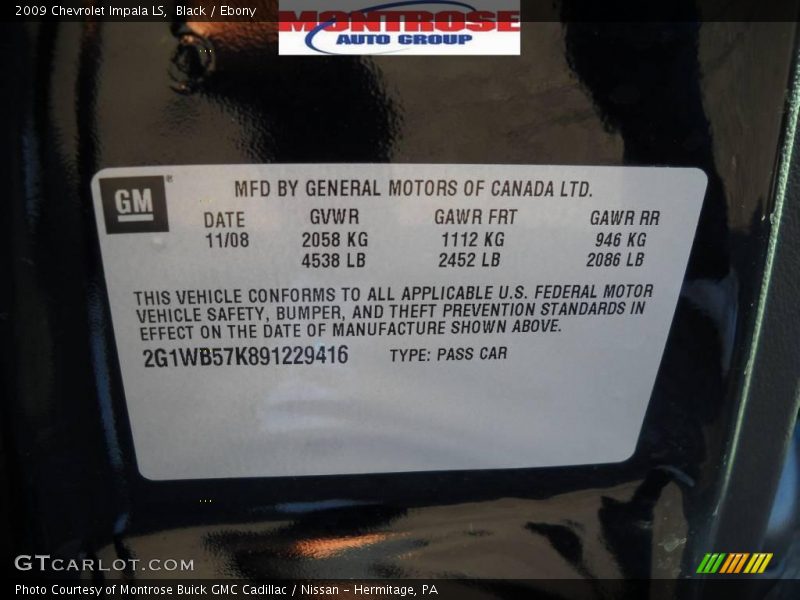 2009 Chevrolet Impala LS, Black / Ebony
MONTROSE
AUTO GROUP
GM®
MFD BY GENERAL MOTORS OF CANADA LTD.
DATE GVWR GAWR FRT GAWR RR
11/08 2058 KG 1112 KG 946 KG
4538 LB 2452 LB 2086 LB
THIS VEHICLE CONFORMS TO ALL APPLICABLE U.S. FEDERAL MOTOR
VEHICLE SAFETY, BUMPER, AND THEFT PREVENTION STANDARDS IN
EFFECT ON THE DATE OF MANUFACTURE SHOWN ABOVE.
2G1WB57K891229416 TYPE: PASS CAR
GTCARLOT.COM
Photo Courtesy of Montrose Buick GMC Cadillac / Nissan - Hermitage, PA